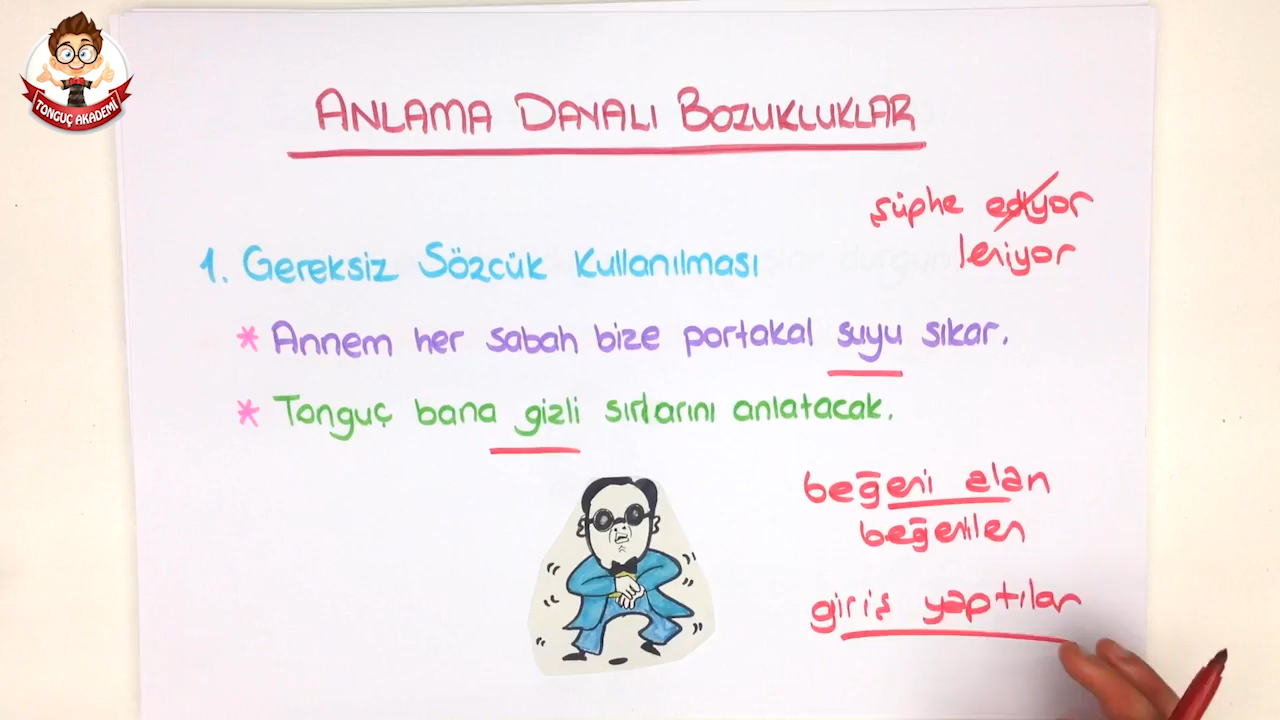 TONGUÇ AKADEMİ
ANLAMA DAYALI BOZUKLUKLAR
şüphe ediyor
leniyor
1. Gereksiz Sözcük Kullanılması
* Annem her sabah bize portakal suyu sıkar.
* Tonguç bana gizli sırlarını anlatacak.
beğeni alan
beğenilen
giriş yaptılar